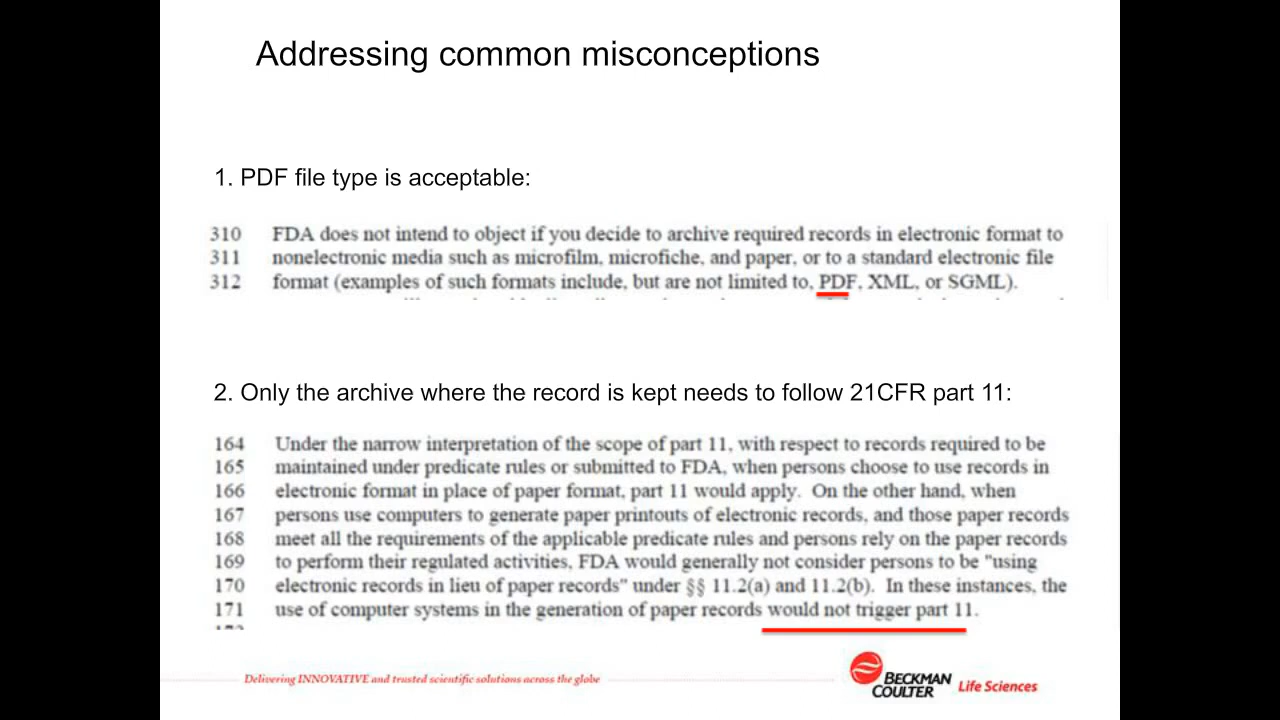 Addressing common misconceptions
1. PDF file type is acceptable:
310 FDA does not intend to object if you decide to archive required records in electronic format to
311 nonelectronic media such as microfilm, microfiche, and paper, or to a standard electronic file
312 format (examples of such formats include, but are not limited to, PDF, XML, or SGML).
2. Only the archive where the record is kept needs to follow 21CFR part 11:
164 Under the narrow interpretation of the scope of part 11, with respect to records required to be
165 maintained under predicate rules or submitted to FDA, when persons choose to use records in
166 electronic format in place of paper format, part 11 would apply. On the other hand, when
167 persons use computers to generate paper printouts of electronic records, and those paper records
168 meet all the requirements of the applicable predicate rules and persons rely on the paper records
169 to perform their regulated activities, FDA would generally not consider persons to be "using
170 electronic records in lieu of paper records" under §§ 11.2(a) and 11.2(b). In these instances, the
171 use of computer systems in the generation of paper records would not trigger part 11.
Delivering INNOVATIVE and trusted scientific solutions across the globe
BECKMAN
COULTER Life Sciences